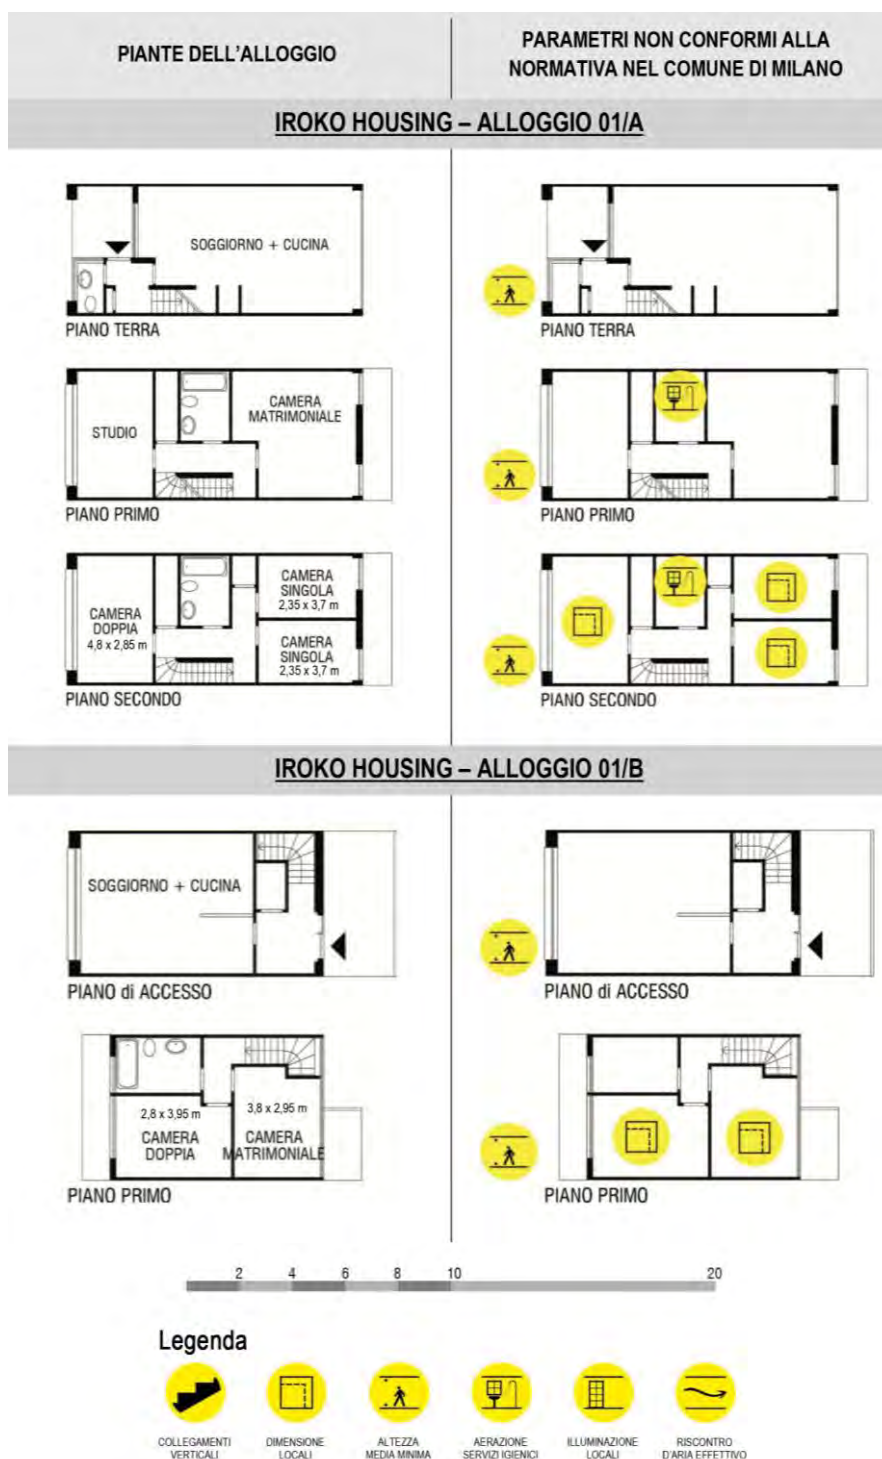 PIANTE DELL'ALLOGGIO
PARAMETRI NON CONFORMI ALLA
NORMATIVA NEL COMUNE DI MILANO
IROKO HOUSING – ALLOGGIO 01/A
SOGGIORNO + CUCINA
PIANO TERRA
PIANO TERRA
STUDIO
CAMERA
MATRIMONIALE
PIANO PRIMO
PIANO PRIMO
CAMERA
DOPPIA
4,8 x 2,85 m
CAMERA
SINGOLA
2,35 x 3,7 m
CAMERA
SINGOLA
2,35 x 3,7 m
PIANO SECONDO
PIANO SECONDO
IROKO HOUSING – ALLOGGIO 01/B
SOGGIORNO + CUCINA
PIANO di ACCESSO
PIANO di ACCESSO
2,8 x 3,95 m
CAMERA
DOPPIA
3,8 x 2,95 m
CAMERA
MATRIMONIALE
PIANO PRIMO
PIANO PRIMO
2 4 6 8 10 20
Legenda
COLLEGAMENTI
VERTICALI
DIMENSIONE
LOCALI
ALTEZZA
MEDIA MINIMA
AERAZIONE
SERVIZI IGIENICI
ILLUMINAZIONE
LOCALI
RISCONTRO
D'ARIA EFFETTIVO